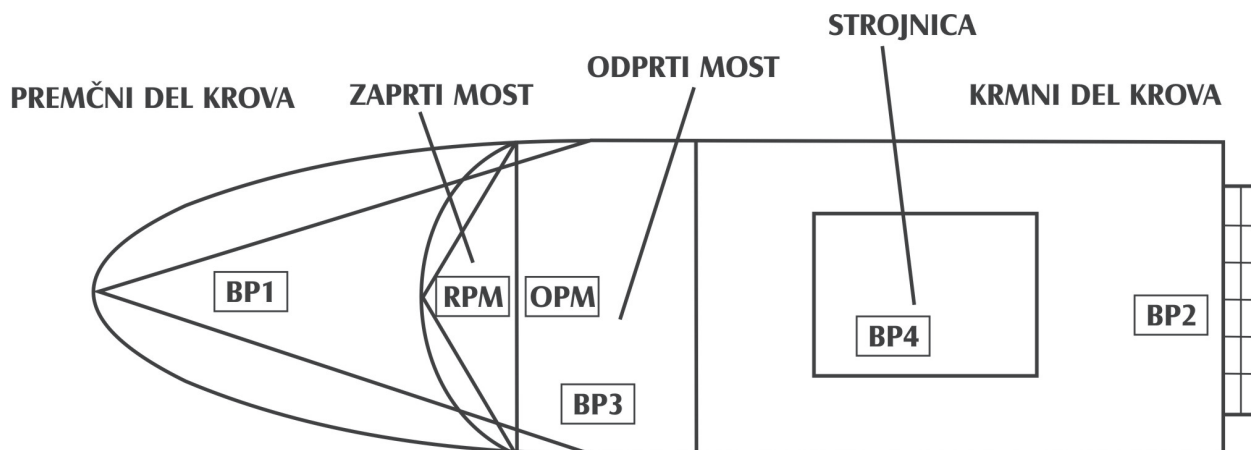 STROJNICA
ODPRTI MOST
PREMČNI DEL KROVA
ZAPRTI MOST
KRMNI DEL KROVA
BP1
RPM
OPM
BP2
BP4
BP3